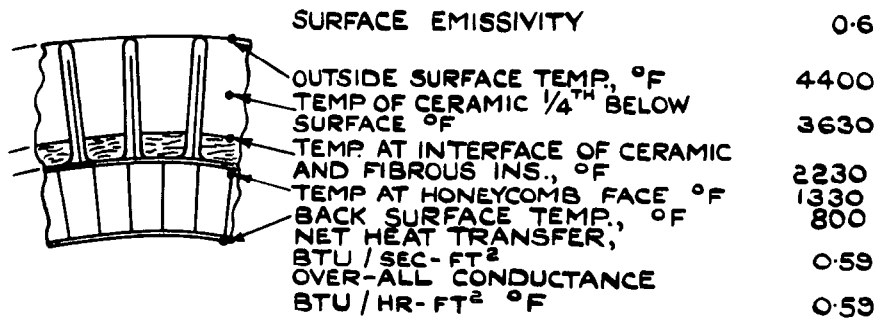 SURFACE EMISSIVITY 0·6
OUTSIDE SURFACE TEMP., °F 4400
TEMP OF CERAMIC 1/4TH BELOW
SURFACE °F 3630
TEMP. AT INTERFACE OF CERAMIC
AND FIBROUS INS., °F 2230
TEMP AT HONEYCOMB FACE °F 1330
BACK SURFACE TEMP., °F 800
NET HEAT TRANSFER,
BTU / SEC-FT² 0·59
OVER-ALL CONDUCTANCE
BTU / HR-FT² °F 0·59